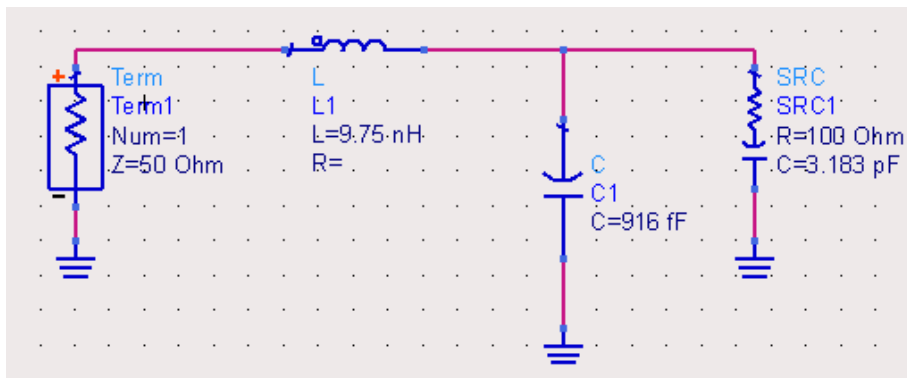 +
Term
Term1
Num=1
Z=50 Ohm
-
L
L1
L=9.75 nH
R=
C
C1
C=916 fF
SRC
SRC1
R=100 Ohm
C=3.183 pF